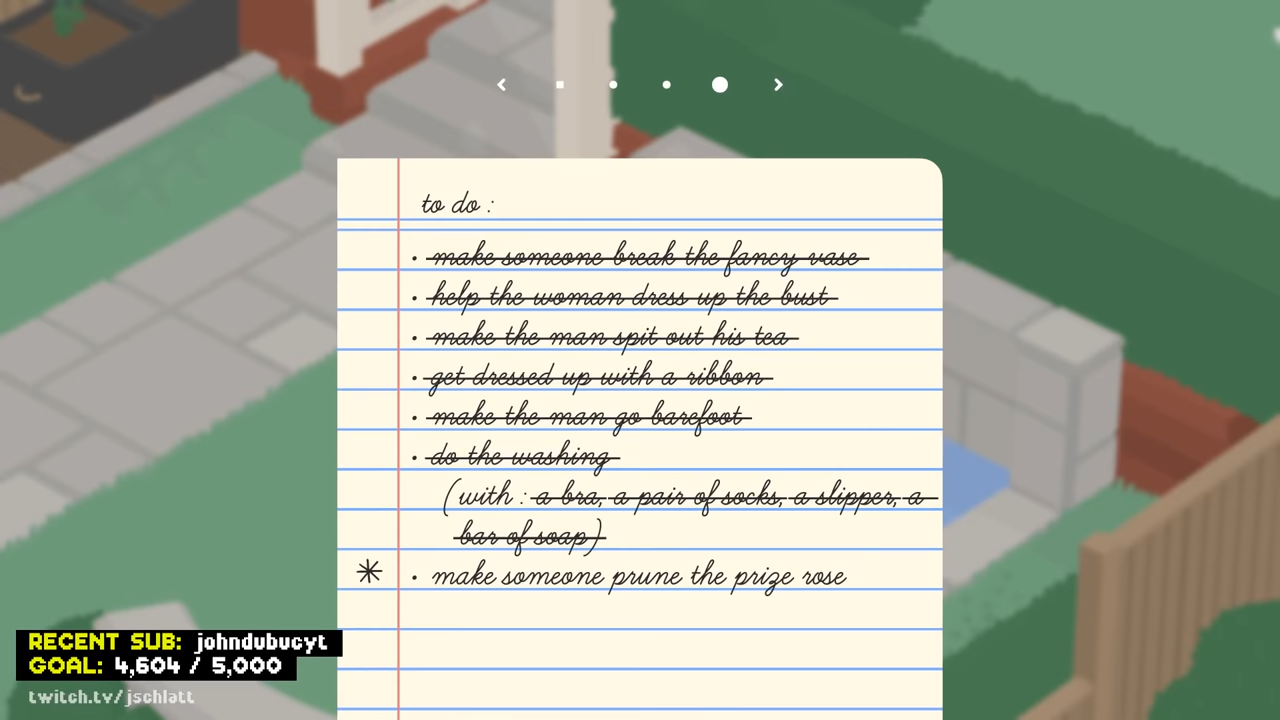 to do :
• make someone break the fancy vase
• help the woman dress up the bust
• make the man spit out his tea
• get dressed up with a ribbon
• make the man go barefoot
• do the washing
(with : a bra, a pair of socks, a slipper, a
bar of soap)
* • make someone prune the prize rose
RECENT SUB: johndubucyt
GOAL: 4,604 / 5,000
twitch.tv/jschlatt